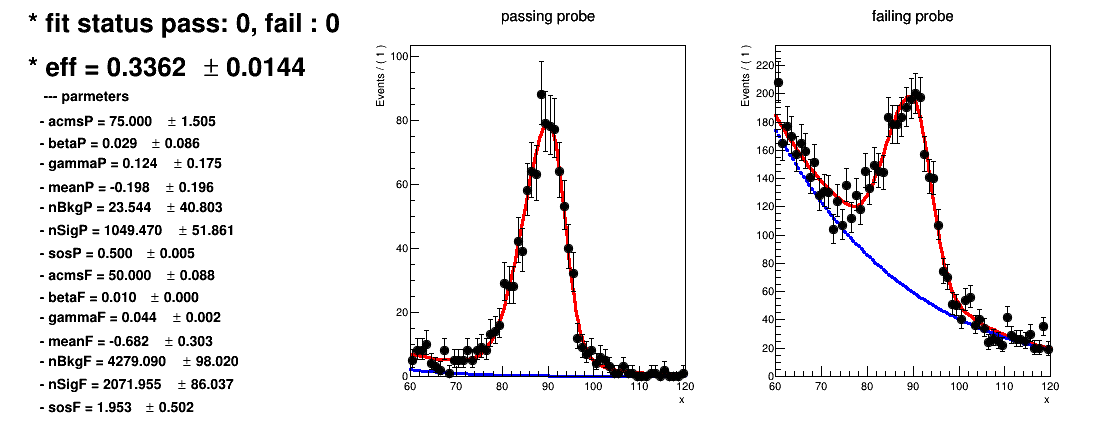 * fit status pass: 0, fail : 0
* eff = 0.3362 ± 0.0144
--- parmeters
- acmsP = 75.000 ± 1.505
- betaP = 0.029 ± 0.086
- gammaP = 0.124 ± 0.175
- meanP = -0.198 ± 0.196
- nBkgP = 23.544 ± 40.803
- nSigP = 1049.470 ± 51.861
- sosP = 0.500 ± 0.005
- acmsF = 50.000 ± 0.088
- betaF = 0.010 ± 0.000
- gammaF = 0.044 ± 0.002
- meanF = -0.682 ± 0.303
- nBkgF = 4279.090 ± 98.020
- nSigF = 2071.955 ± 86.037
- sosF = 1.953 ± 0.502
passing probe
Events / ( 1 )
100
80
60
40
20
0
60 70 80 90 100 110 120
x
failing probe
Events / ( 1 )
220
200
180
160
140
120
100
80
60
40
20
0
60 70 80 90 100 110 120
x